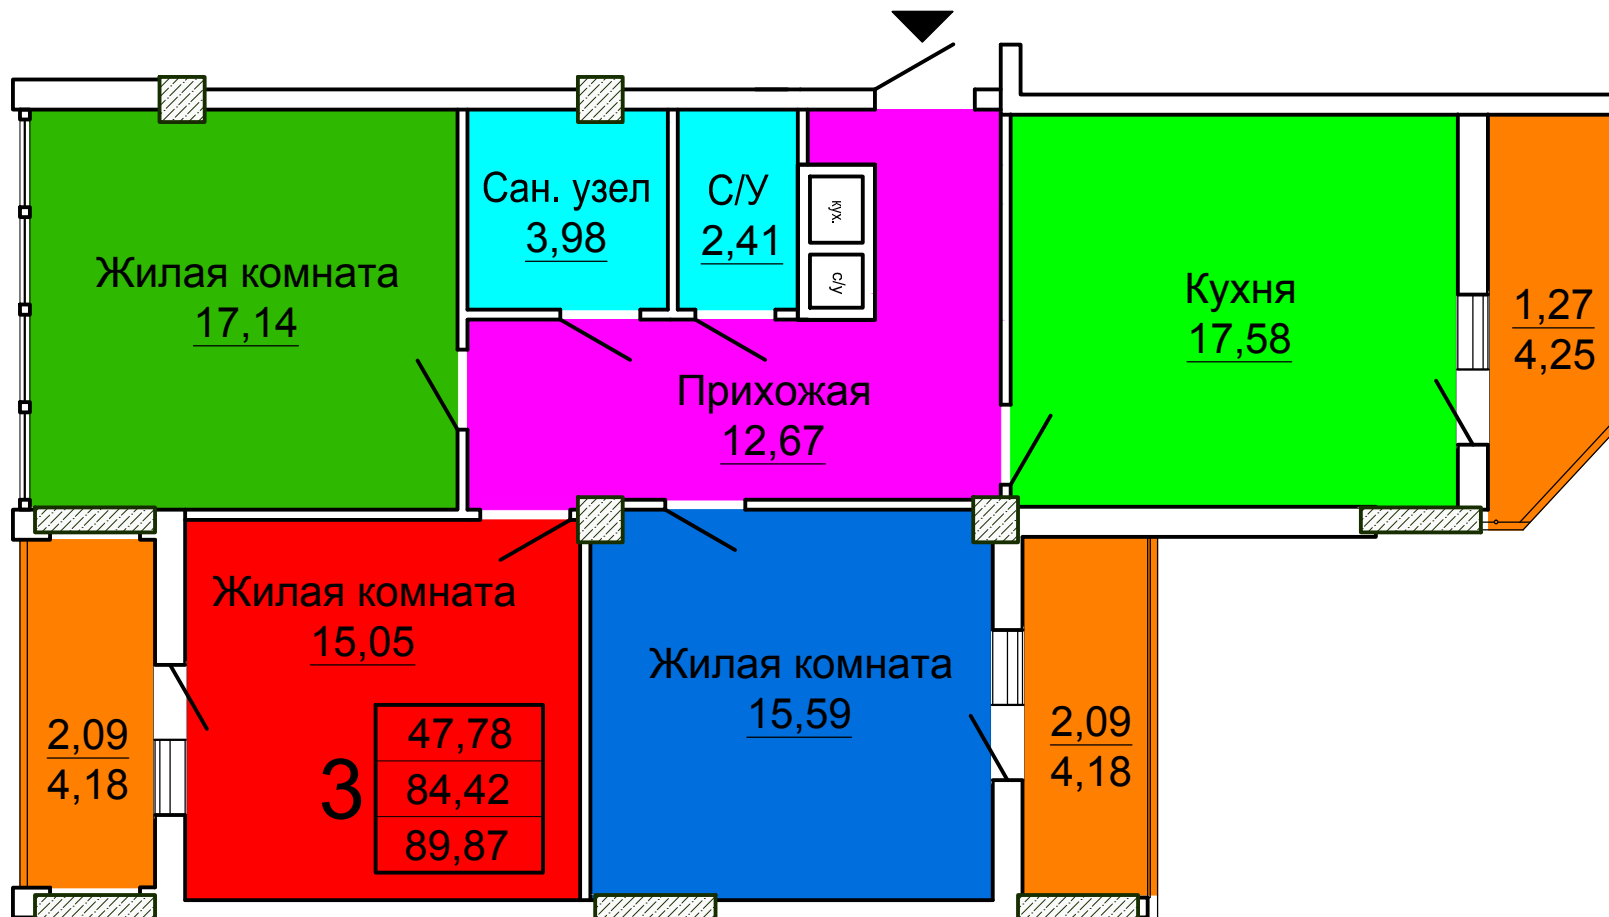 Сан. узел
3,98
С/У
2,41
кух.
с/у
Жилая комната
17,14
Кухня
17,58
1,27
4,25
Прихожая
12,67
Жилая комната
15,05
Жилая комната
15,59
2,09
4,18
3
47,78
84,42
89,87
2,09
4,18